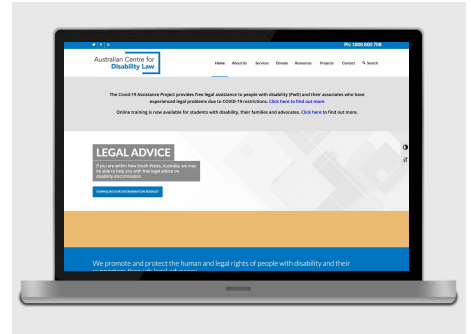 Ph: 1800 800 708
Australian Centre for
Disability Law
Home About Us Services Donate Resources Projects Contact Search
The Covid-19 Assistance Project provides free legal assistance to people with disability (PwD) and their associates who have
experienced legal problems due to COVID-19 restrictions. Click here to find out more
Online training is now available for students with disability, their families and advocates. Click here to find out more.
LEGAL ADVICE
If you are within New South Wales, Australia, we may
be able to help you with free legal advice on
disability discrimination.
DOWNLOAD OUR DISCRIMINATION BOOKLET
We promote and protect the human and legal rights of people with disability and their
supporters through legal advocacy